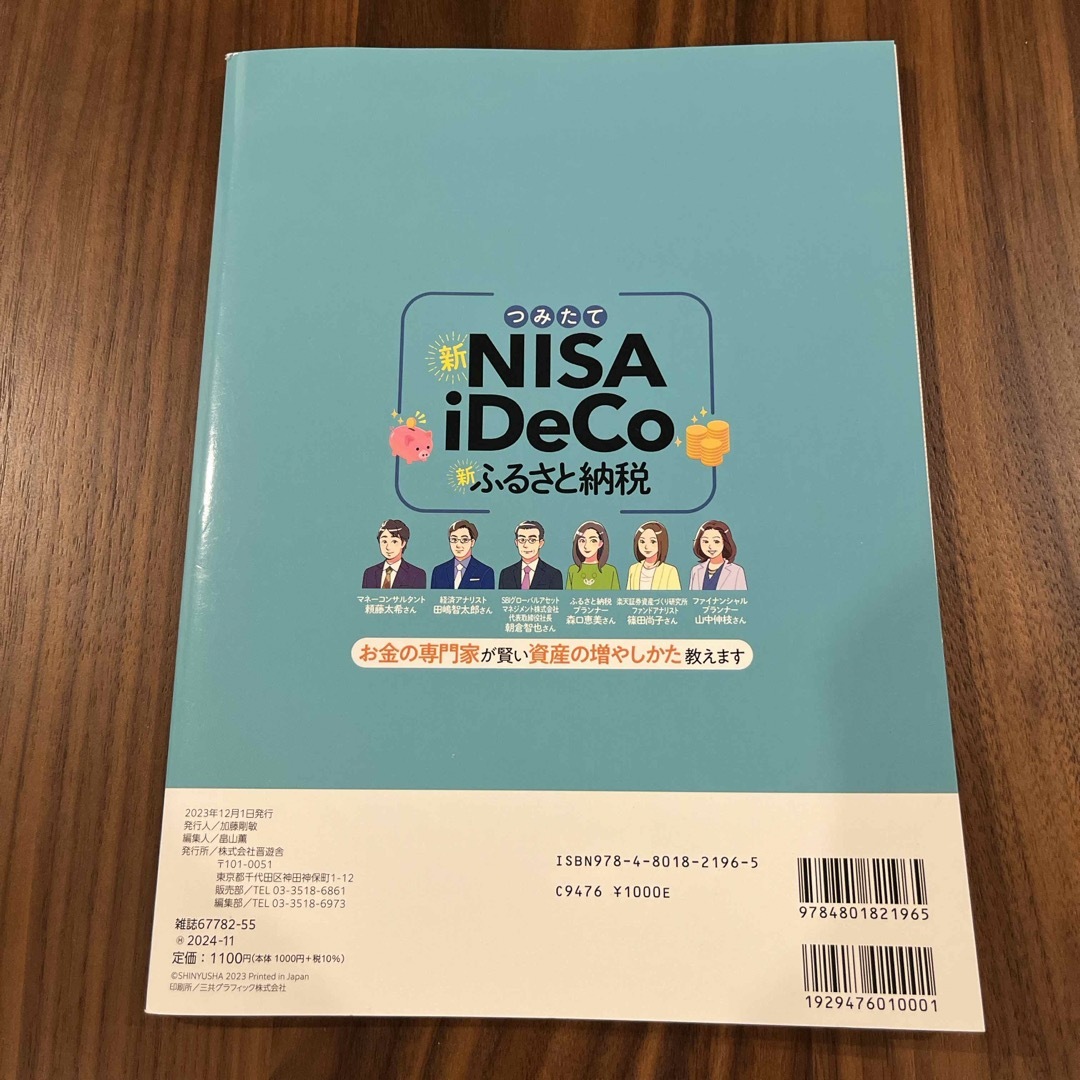 つみたて
新NISA
iDeCo
新ふるさと納税
マネーコンサルタント
頼藤太希さん
経済アナリスト
田嶋智太郎さん
SBIグローバルアセット
マネジメント株式会社
代表取締役社長
朝倉智也さん
ふるさと納税
プランナー
森口恵美さん
楽天証券資産づくり研究所
ファンドアナリスト
篠田尚子さん
ファイナンシャル
プランナー
山中伸枝さん
お金の専門家が賢い資産の増やしかた教えます
2023年12月1日発行
発行人/加藤剛敏
編集人/畠山薫
発行所/株式会社晋遊舎
〒101-0051
東京都千代田区神田神保町1-12
販売部/TEL 03-3518-6861
編集部/TEL 03-3518-6973
雑誌67782-55
Ⓗ 2024-11
定価:1100円(本体 1000円+税10%)
©SHINYUSHA 2023 Printed in Japan
印刷所/三共グラフィック株式会社
ISBN978-4-8018-2196-5
C9476 ¥1000E
9784801821965
1929476010001